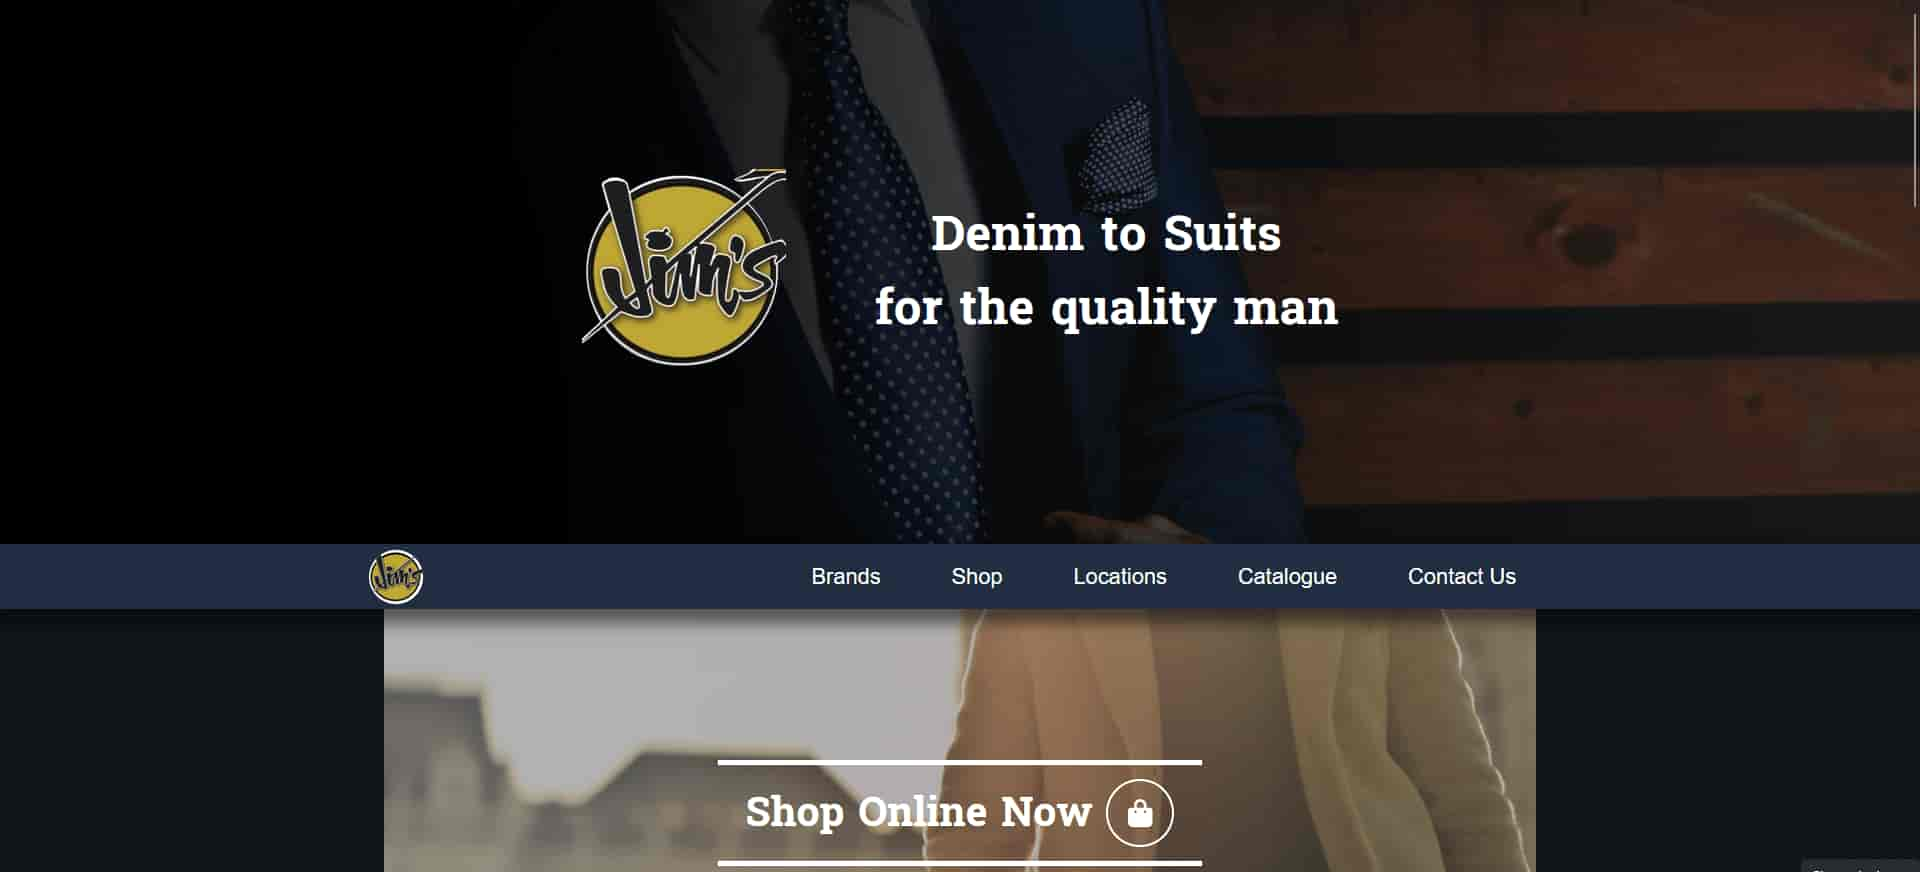 Jim's
Denim to Suits
for the quality man
Jim's
Brands
Shop
Locations
Catalogue
Contact Us
Shop Online Now